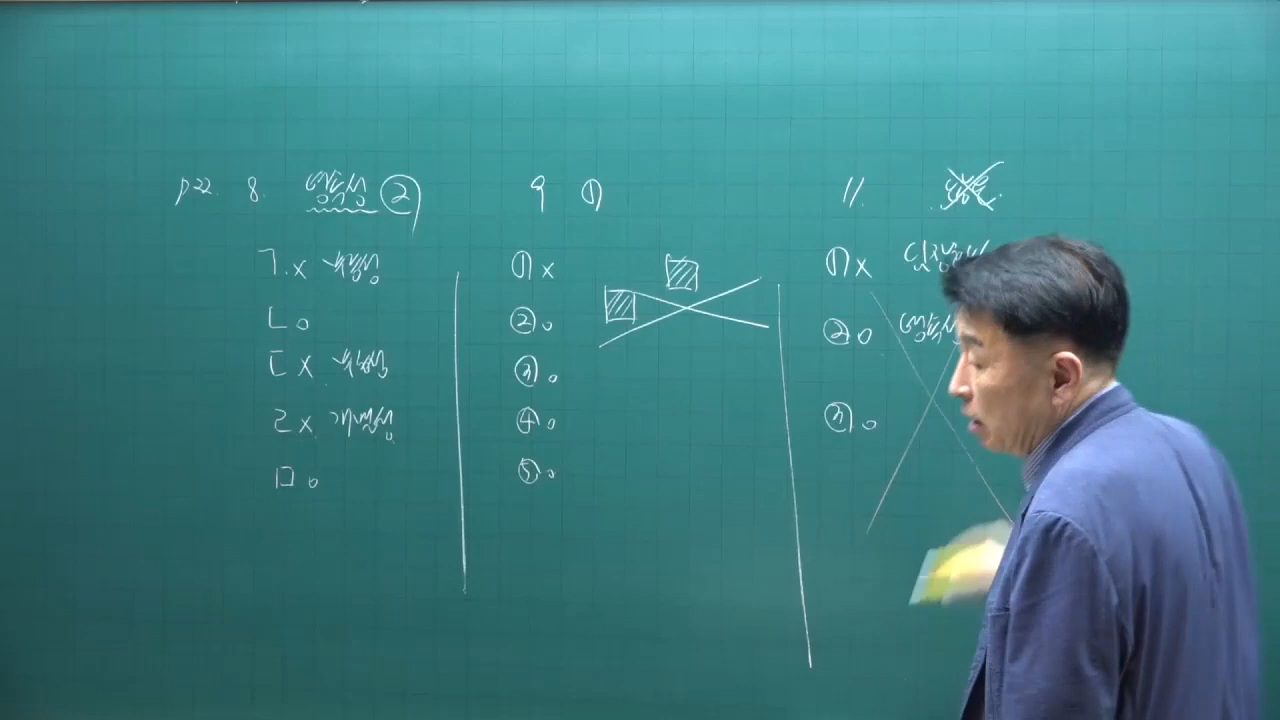 p22. 8. 영속성 ②
ㄱ. x
ㄴ o
ㄷ x
ㄹ x. 개별성
ㅁ o
9 ①
① x
② o
③ o
④ o
⑤ o
11.
① x
② o 영속성
③ o